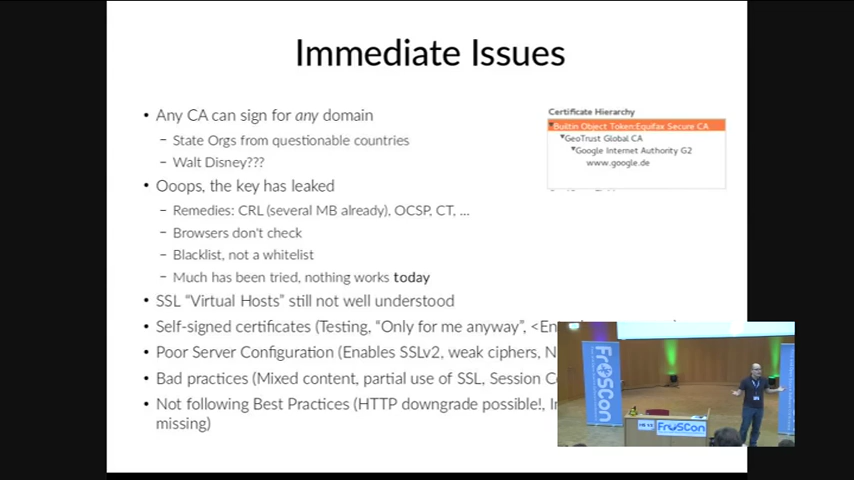 Immediate Issues
• Any CA can sign for any domain
– State Orgs from questionable countries
– Walt Disney???
• Ooops, the key has leaked
– Remedies: CRL (several MB already), OCSP, CT, ...
– Browsers don't check
– Blacklist, not a whitelist
– Much has been tried, nothing works today
• SSL “Virtual Hosts” still not well understood
• Self-signed certificates (Testing, “Only for me anyway”,
• Poor Server Configuration (Enables SSLv2, weak ciphers,
• Bad practices (Mixed content, partial use of SSL, Session
• Not following Best Practices (HTTP downgrade possible!,
missing)
Certificate Hierarchy
Builtin Object Token:Equifax Secure CA
GeoTrust Global CA
Google Internet Authority G2
www.google.de
FrOSCon
FrOSCon